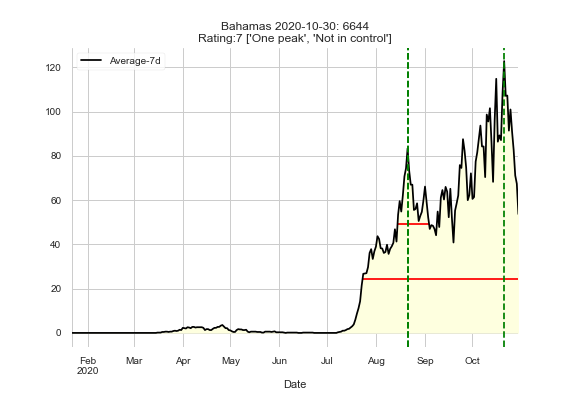 Bahamas 2020-10-30: 6644
Rating:7 ['One peak', 'Not in control']
Average-7d
120
100
80
60
40
20
0
Feb Mar Apr May Jun Jul Aug Sep Oct
2020
Date